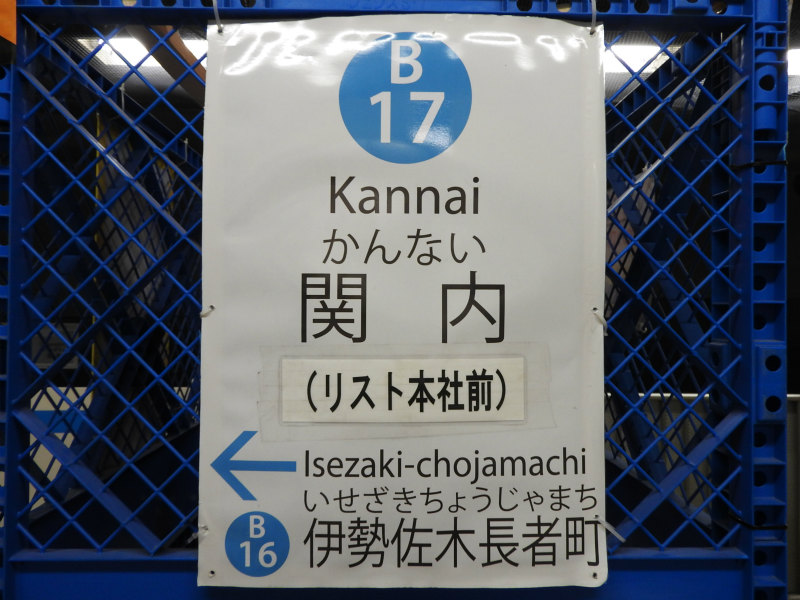 B
17
Kannai
かんない
関内
（リスト本社前）
Isezaki-chojamachi
いせざきちょうじゃまち
B
16
伊勢佐木長者町